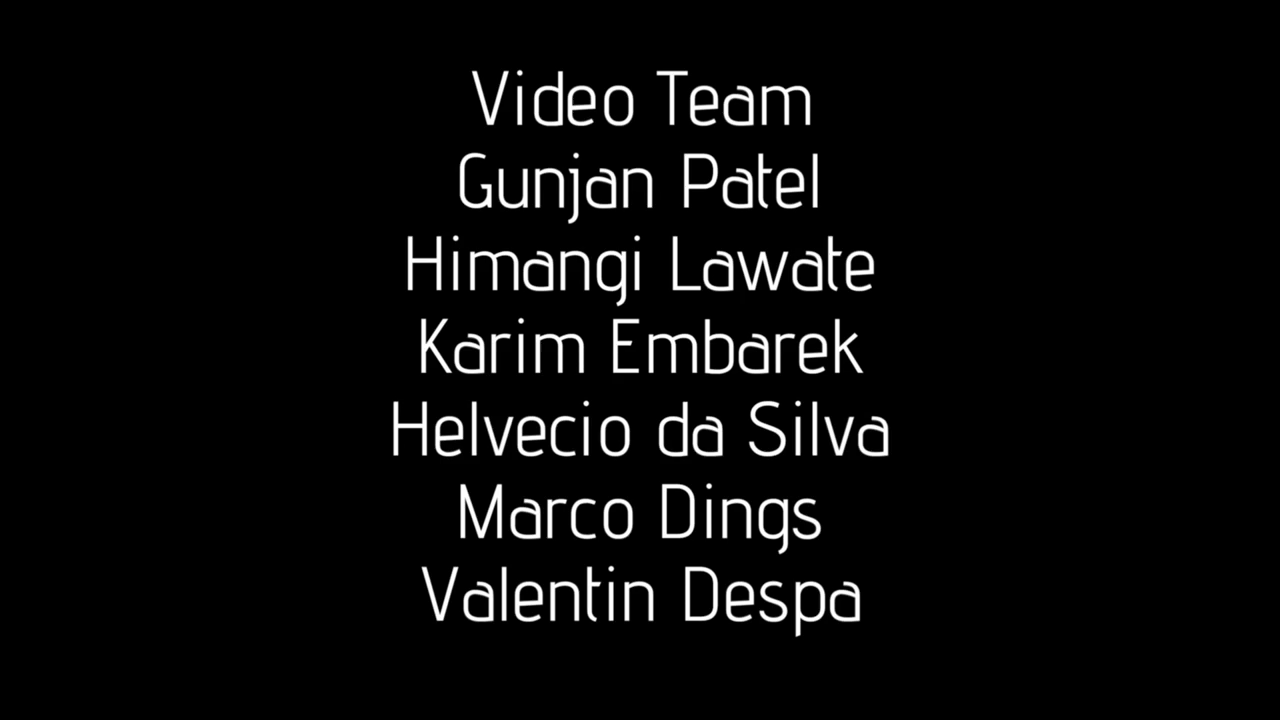 Video Team
Gunjan Patel
Himangi Lawate
Karim Embarek
Helvecio da Silva
Marco Dings
Valentin Despa